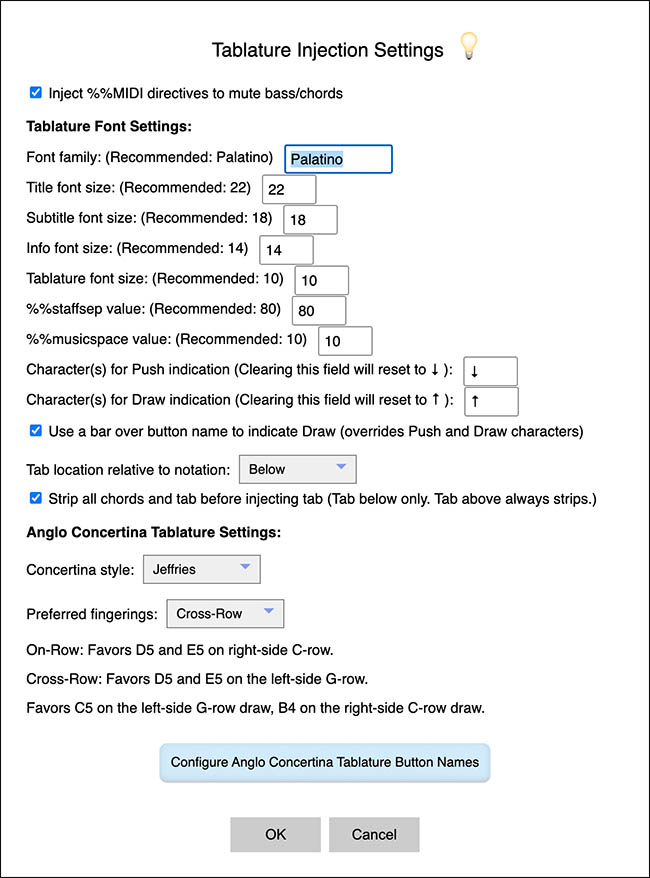 Tablature Injection Settings 💡
Inject %%MIDI directives to mute bass/chords
Tablature Font Settings:
Font family: (Recommended: Palatino) Palatino
Title font size: (Recommended: 22) 22
Subtitle font size: (Recommended: 18) 18
Info font size: (Recommended: 14) 14
Tablature font size: (Recommended: 10) 10
%%staffsep value: (Recommended: 80) 80
%%musicspace value: (Recommended: 10) 10
Character(s) for Push indication (Clearing this field will reset to ↓ ): ↓
Character(s) for Draw indication (Clearing this field will reset to ↑ ): ↑
Use a bar over button name to indicate Draw (overrides Push and Draw characters)
Tab location relative to notation: Below
Strip all chords and tab before injecting tab (Tab below only. Tab above always strips.)
Anglo Concertina Tablature Settings:
Concertina style: Jeffries
Preferred fingerings: Cross-Row
On-Row: Favors D5 and E5 on right-side C-row.
Cross-Row: Favors D5 and E5 on the left-side G-row.
Favors C5 on the left-side G-row draw, B4 on the right-side C-row draw.
Configure Anglo Concertina Tablature Button Names
OK Cancel